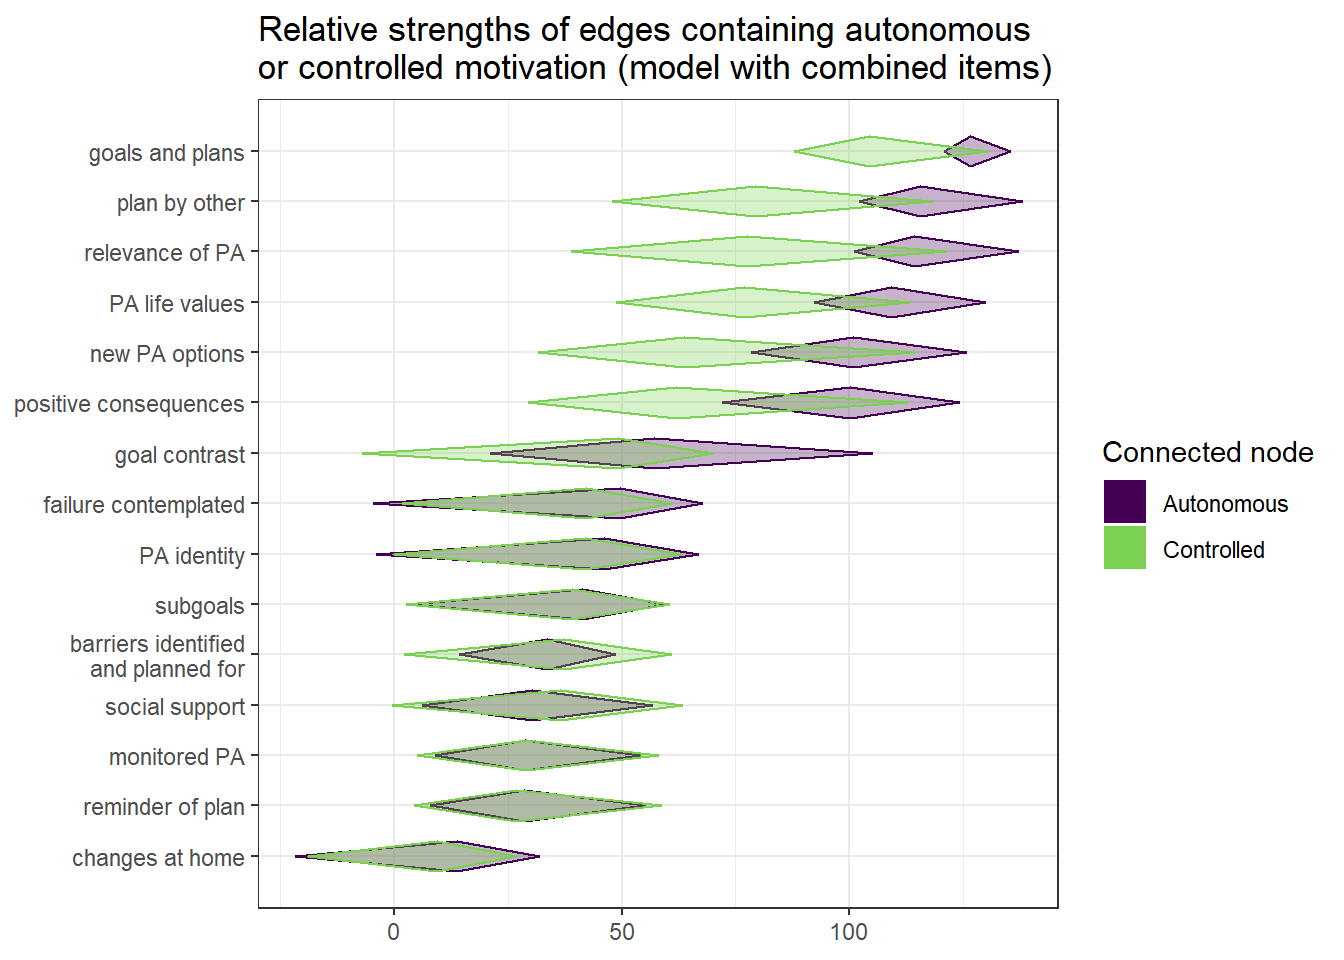 Relative strengths of edges containing autonomous
or controlled motivation (model with combined items)
goals and plans
plan by other
relevance of PA
PA life values
new PA options
positive consequences
goal contrast
failure contemplated
PA identity
subgoals
barriers identified
and planned for
social support
monitored PA
reminder of plan
changes at home
0
50
100
Connected node
Autonomous
Controlled